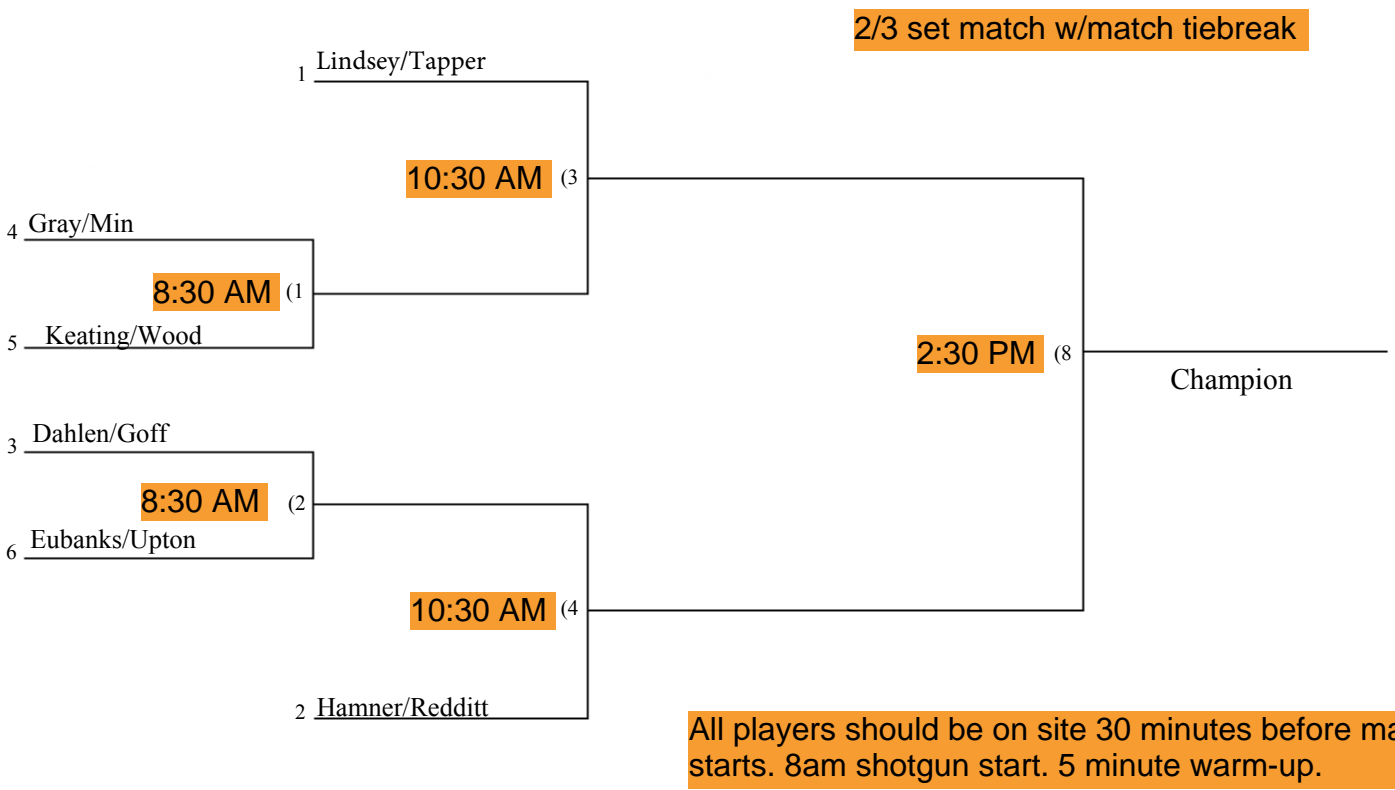 2/3 set match w/match tiebreak
1 Lindsey/Tapper
10:30 AM (3
4 Gray/Min
8:30 AM (1
5 Keating/Wood
2:30 PM (8
Champion
3 Dahlen/Goff
8:30 AM (2
6 Eubanks/Upton
10:30 AM (4
2 Hamner/Redditt
All players should be on site 30 minutes before ma
starts. 8am shotgun start. 5 minute warm-up.